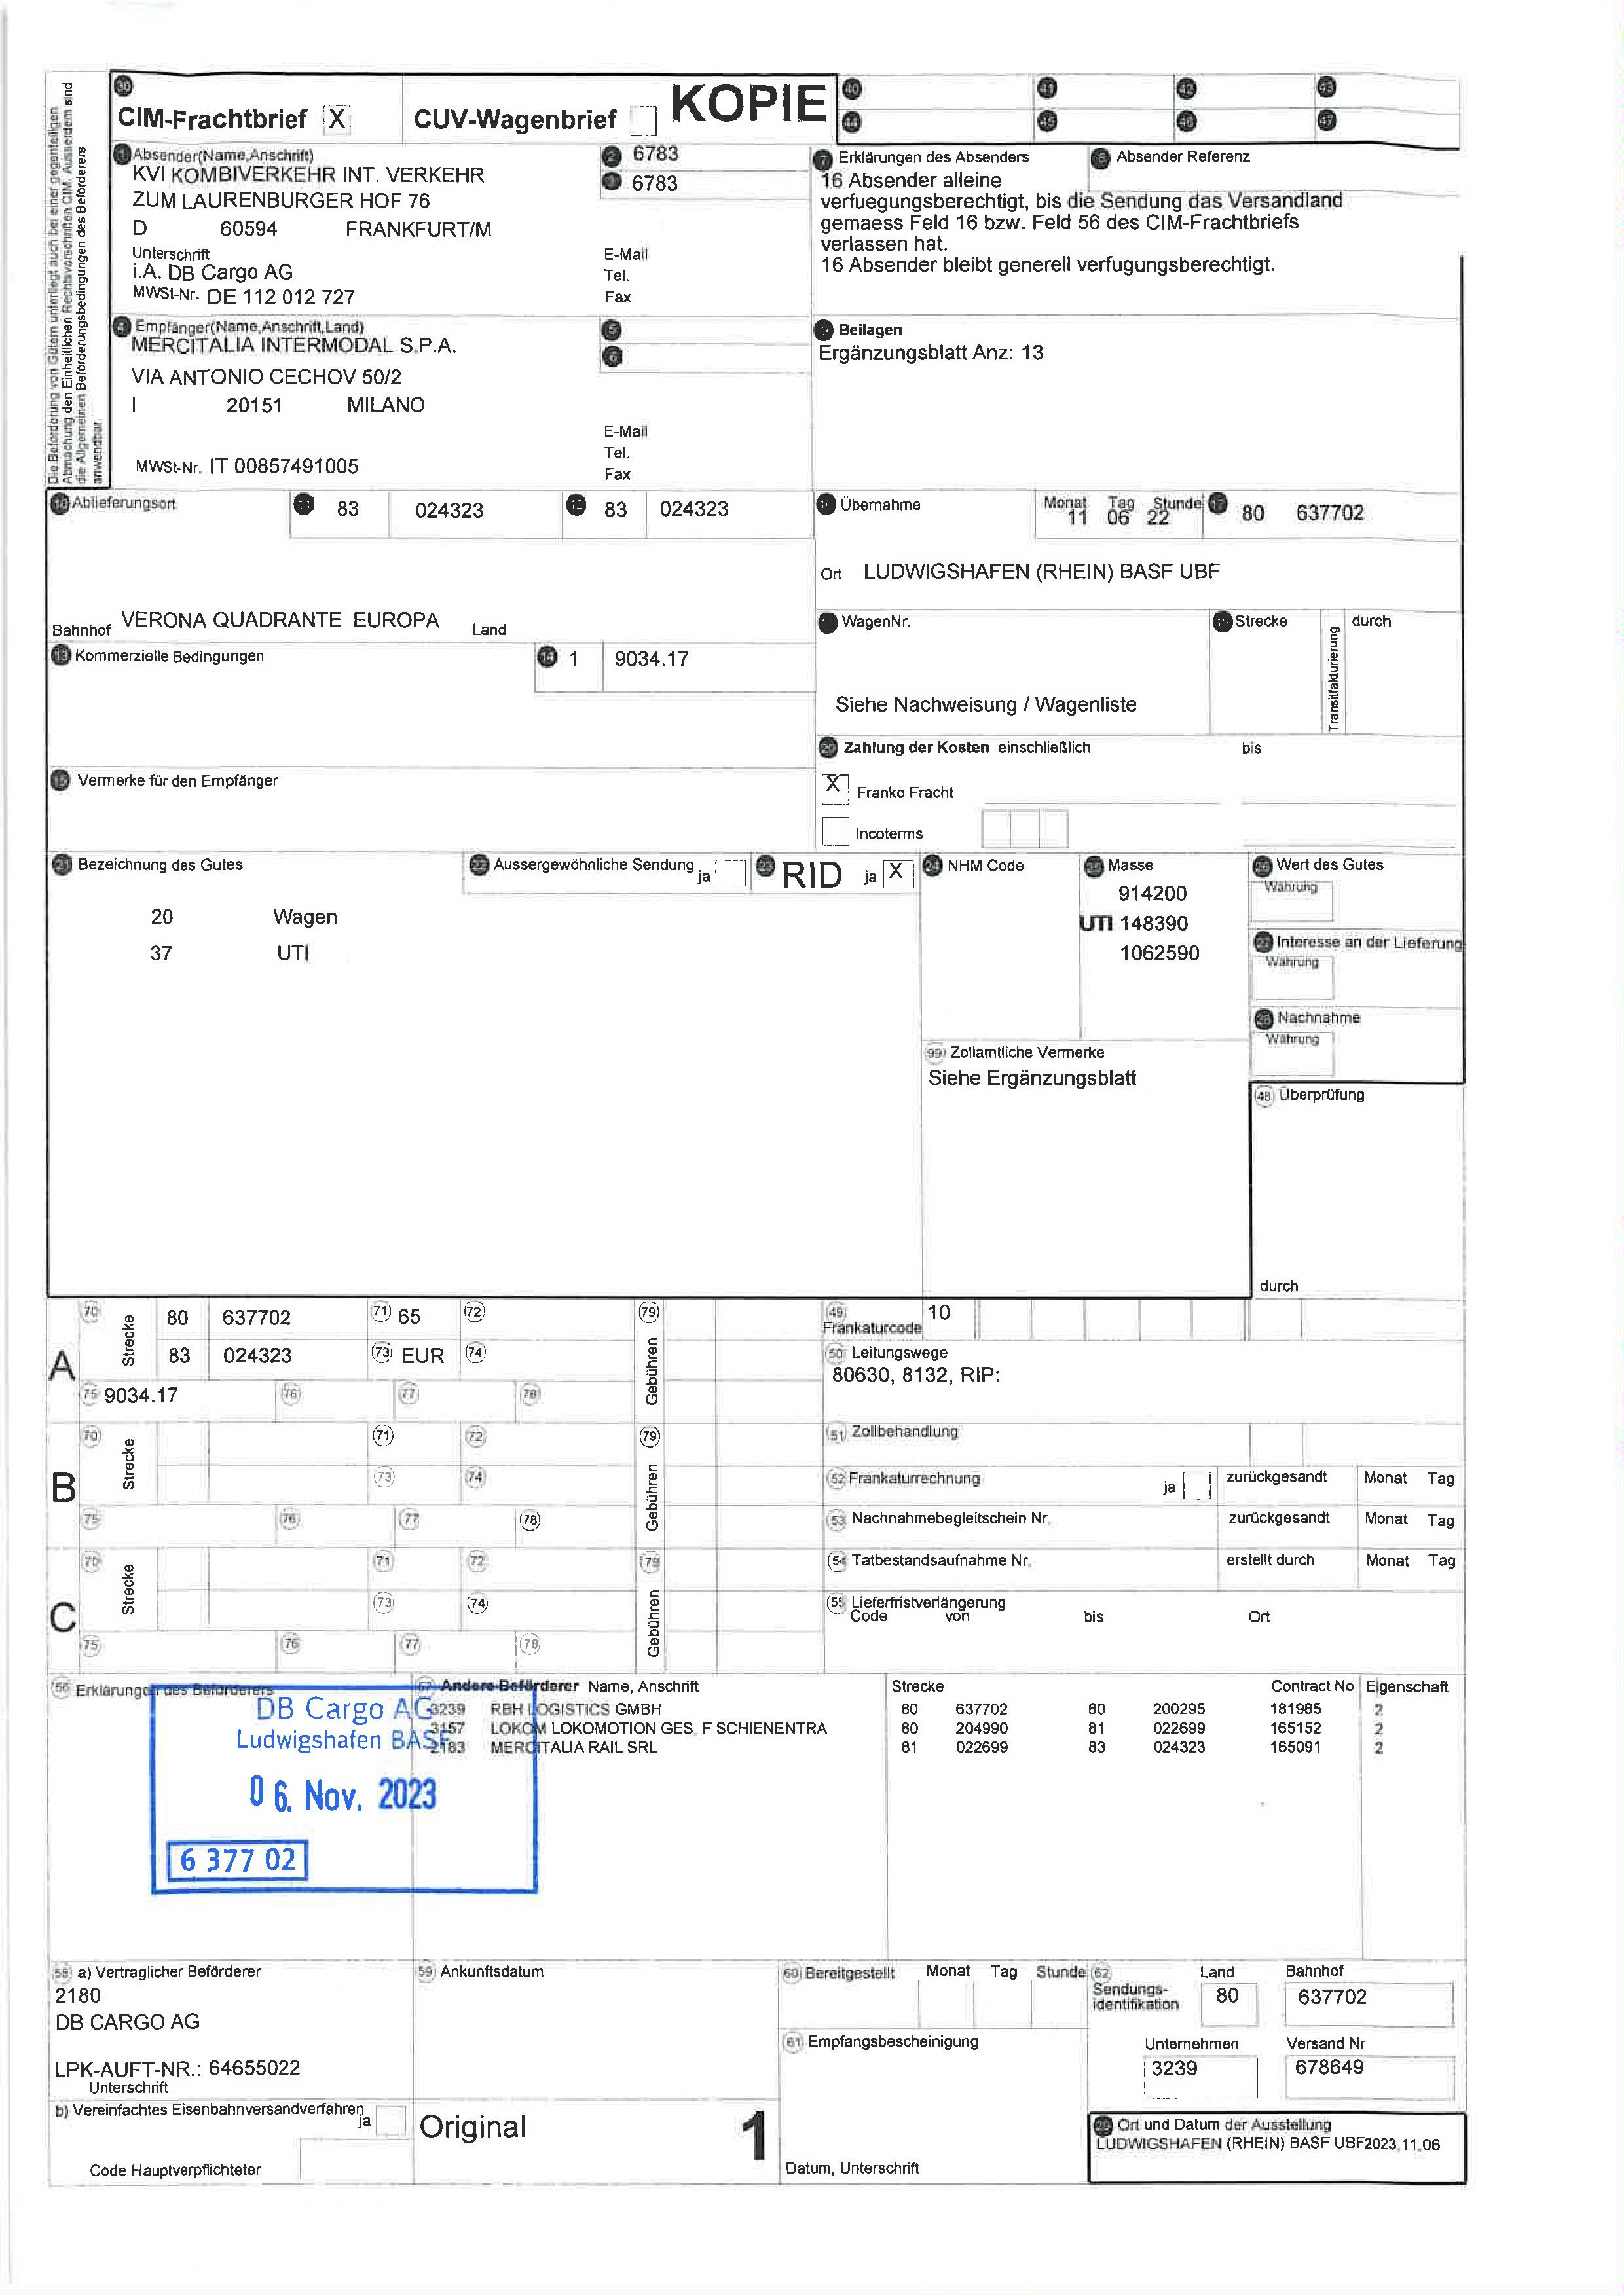 Die Beförderung von Gütern unterliegt auch bei einer gegenteiligen
Abmachung den Einheitlichen Rechtsvorschriften CIM. Ausserdem sind
die Allgemeinen Beförderungsbedingungen des Beförderers
anwendbar.
30
CIM-Frachtbrief X
CUV-Wagenbrief
KOPIE
40 41 42 43
44 45 46 47
1 Absender(Name,Anschrift)
KVI KOMBIVERKEHR INT. VERKEHR
ZUM LAURENBURGER HOF 76
D 60594 FRANKFURT/M
Unterschrift
i.A. DB Cargo AG
MWSt-Nr. DE 112 012 727
2 6783
6783
E-Mail
Tel.
Fax
7 Erklärungen des Absenders
8 Absender Referenz
16 Absender alleine
verfuegungsberechtigt, bis die Sendung das Versandland
gemaess Feld 16 bzw. Feld 56 des CIM-Frachtbriefs
verlassen hat.
16 Absender bleibt generell verfugungsberechtigt.
4 Empfänger(Name,Anschrift,Land)
MERCITALIA INTERMODAL S.P.A.
VIA ANTONIO CECHOV 50/2
I 20151 MILANO
MWSt-Nr. IT 00857491005
5
6
E-Mail
Tel.
Fax
9 Beilagen
Ergänzungsblatt Anz: 13
10 Ablieferungsort
83 024323
83 024323
Bahnhof VERONA QUADRANTE EUROPA Land
Übernahme
Monat Tag Stunde
11 06 22
80 637702
Ort LUDWIGSHAFEN (RHEIN) BASF UBF
13 Kommerzielle Bedingungen
14 1 9034.17
WagenNr.
Siehe Nachweisung / Wagenliste
Strecke
Transitfakturierung
durch
15 Vermerke für den Empfänger
20 Zahlung der Kosten einschließlich bis
X Franko Fracht
Incoterms
21 Bezeichnung des Gutes
22 Aussergewöhnliche Sendung ja
23 RID ja X
24 NHM Code
25 Masse
914200
UTI 148390
1062590
20 Wagen
37 UTI
26 Wert des Gutes
Währung
27 Interesse an der Lieferung
Währung
28 Nachnahme
Währung
99 Zollamtliche Vermerke
Siehe Ergänzungsblatt
48 Überprüfung
durch
A
70 Strecke 80 637702 71 65 72 79 Gebühren
83 024323 73 EUR 74
75 9034.17 76 77 78
B
70 Strecke 71 72 79 Gebühren
73 74
75 76 77 78
C
70 Strecke 71 72 79 Gebühren
73 74
75 76 77 78
49 Frankaturcode 10
50 Leitungswege
80630, 8132, RIP:
51 Zollbehandlung
52 Frankaturrechnung ja zurückgesandt Monat Tag
53 Nachnahmebegleitschein Nr. zurückgesandt Monat Tag
54 Tatbestandsaufnahme Nr. erstellt durch Monat Tag
55 Lieferfristverlängerung
Code von bis Ort
56 Erklärungen des Beförderers
DB Cargo AG
Ludwigshafen BASF
06. Nov. 2023
6 377 02
57 Andere Beförderer Name, Anschrift Strecke Contract No Eigenschaft
3239 RBH LOGISTICS GMBH 80 637702 80 200295 181985 2
3157 LOKOM LOKOMOTION GES. F SCHIENENTRA 80 204990 81 022699 165152 2
2183 MERCITALIA RAIL SRL 81 022699 83 024323 165091 2
58 a) Vertraglicher Beförderer
2180
DB CARGO AG
LPK-AUFT-NR.: 64655022
Unterschrift
b) Vereinfachtes Eisenbahnversandverfahren
ja
Code Hauptverpflichteter
59 Ankunftsdatum
Original 1
60 Bereitgestellt Monat Tag Stunde
61 Empfangsbescheinigung
Datum, Unterschrift
62 Sendungs-
identifikation
Land Bahnhof
80 637702
Unternehmen Versand Nr
3239 678649
29 Ort und Datum der Ausstellung
LUDWIGSHAFEN (RHEIN) BASF UBF2023.11.06